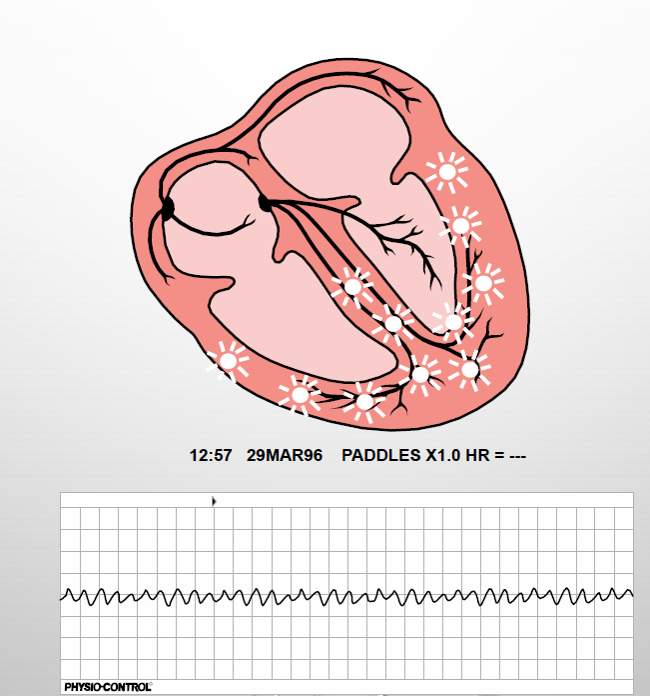 12:57 29MAR96 PADDLES X1.0 HR = ---
PHYSIO-CONTROL